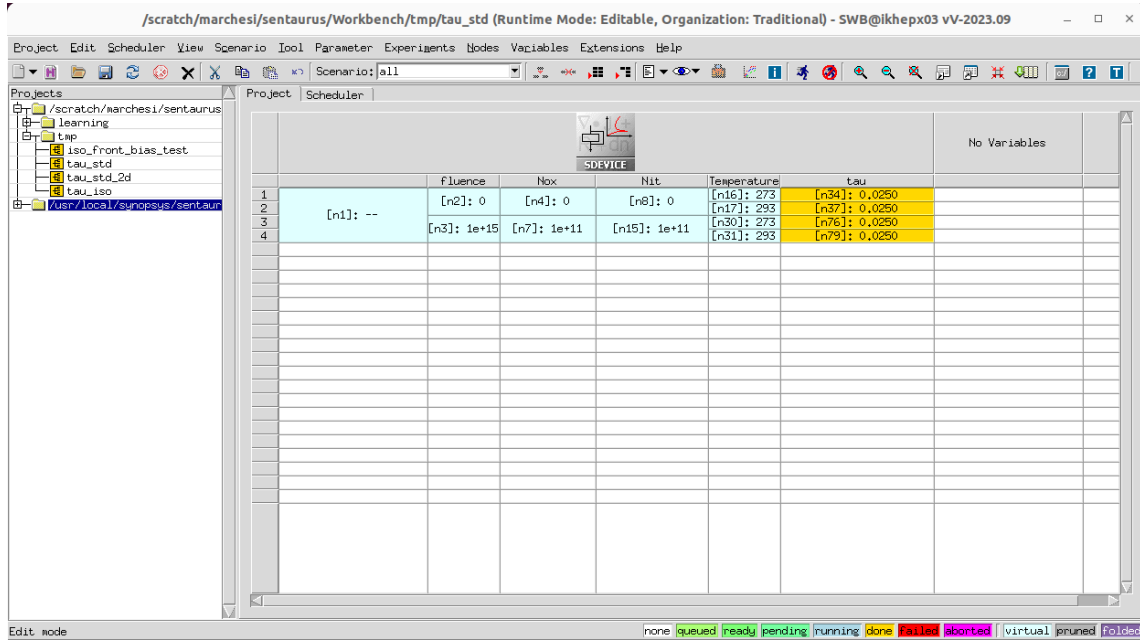 /scratch/marchesi/sentaurus/Workbench/tmp/tau_std (Runtime Mode: Editable, Organization: Traditional) - SWB@ikhepx03 vV-2023.09
Project Edit Scheduler View Scenario Tool Parameter Experiments Nodes Variables Extensions Help
Scenario: all
Projects
/scratch/marchesi/sentaurus
learning
tmp
iso_front_bias_test
tau_std
tau_std_2d
tau_iso
/usr/local/synopsys/sentaur
Project Scheduler
SDEVICE
No Variables
fluence Nox Nit Temperature tau
1 [n1]: -- [n2]: 0 [n4]: 0 [n8]: 0 [n16]: 273 [n34]: 0.0250
2 [n17]: 293 [n37]: 0.0250
3 [n3]: 1e+15 [n7]: 1e+11 [n15]: 1e+11 [n30]: 273 [n76]: 0.0250
4 [n31]: 293 [n79]: 0.0250
Edit mode
none queued ready pending running done failed aborted virtual pruned folded